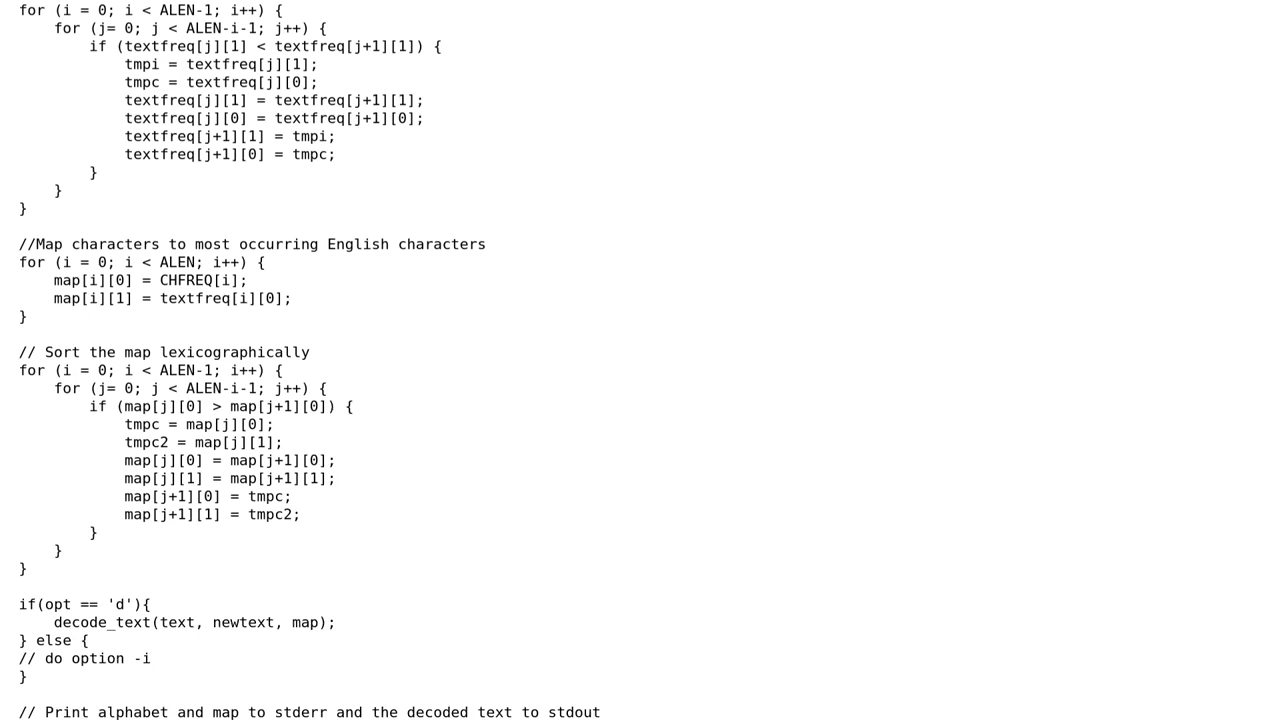 for (i = 0; i < ALEN-1; i++) {
    for (j= 0; j < ALEN-i-1; j++) {
        if (textfreq[j][1] < textfreq[j+1][1]) {
            tmpi = textfreq[j][1];
            tmpc = textfreq[j][0];
            textfreq[j][1] = textfreq[j+1][1];
            textfreq[j][0] = textfreq[j+1][0];
            textfreq[j+1][1] = tmpi;
            textfreq[j+1][0] = tmpc;
        }
    }
}

//Map characters to most occurring English characters
for (i = 0; i < ALEN; i++) {
    map[i][0] = CHFREQ[i];
    map[i][1] = textfreq[i][0];
}

// Sort the map lexicographically
for (i = 0; i < ALEN-1; i++) {
    for (j= 0; j < ALEN-i-1; j++) {
        if (map[j][0] > map[j+1][0]) {
            tmpc = map[j][0];
            tmpc2 = map[j][1];
            map[j][0] = map[j+1][0];
            map[j][1] = map[j+1][1];
            map[j+1][0] = tmpc;
            map[j+1][1] = tmpc2;
        }
    }
}

if(opt == 'd'){
    decode_text(text, newtext, map);
} else {
// do option -i
}

// Print alphabet and map to stderr and the decoded text to stdout